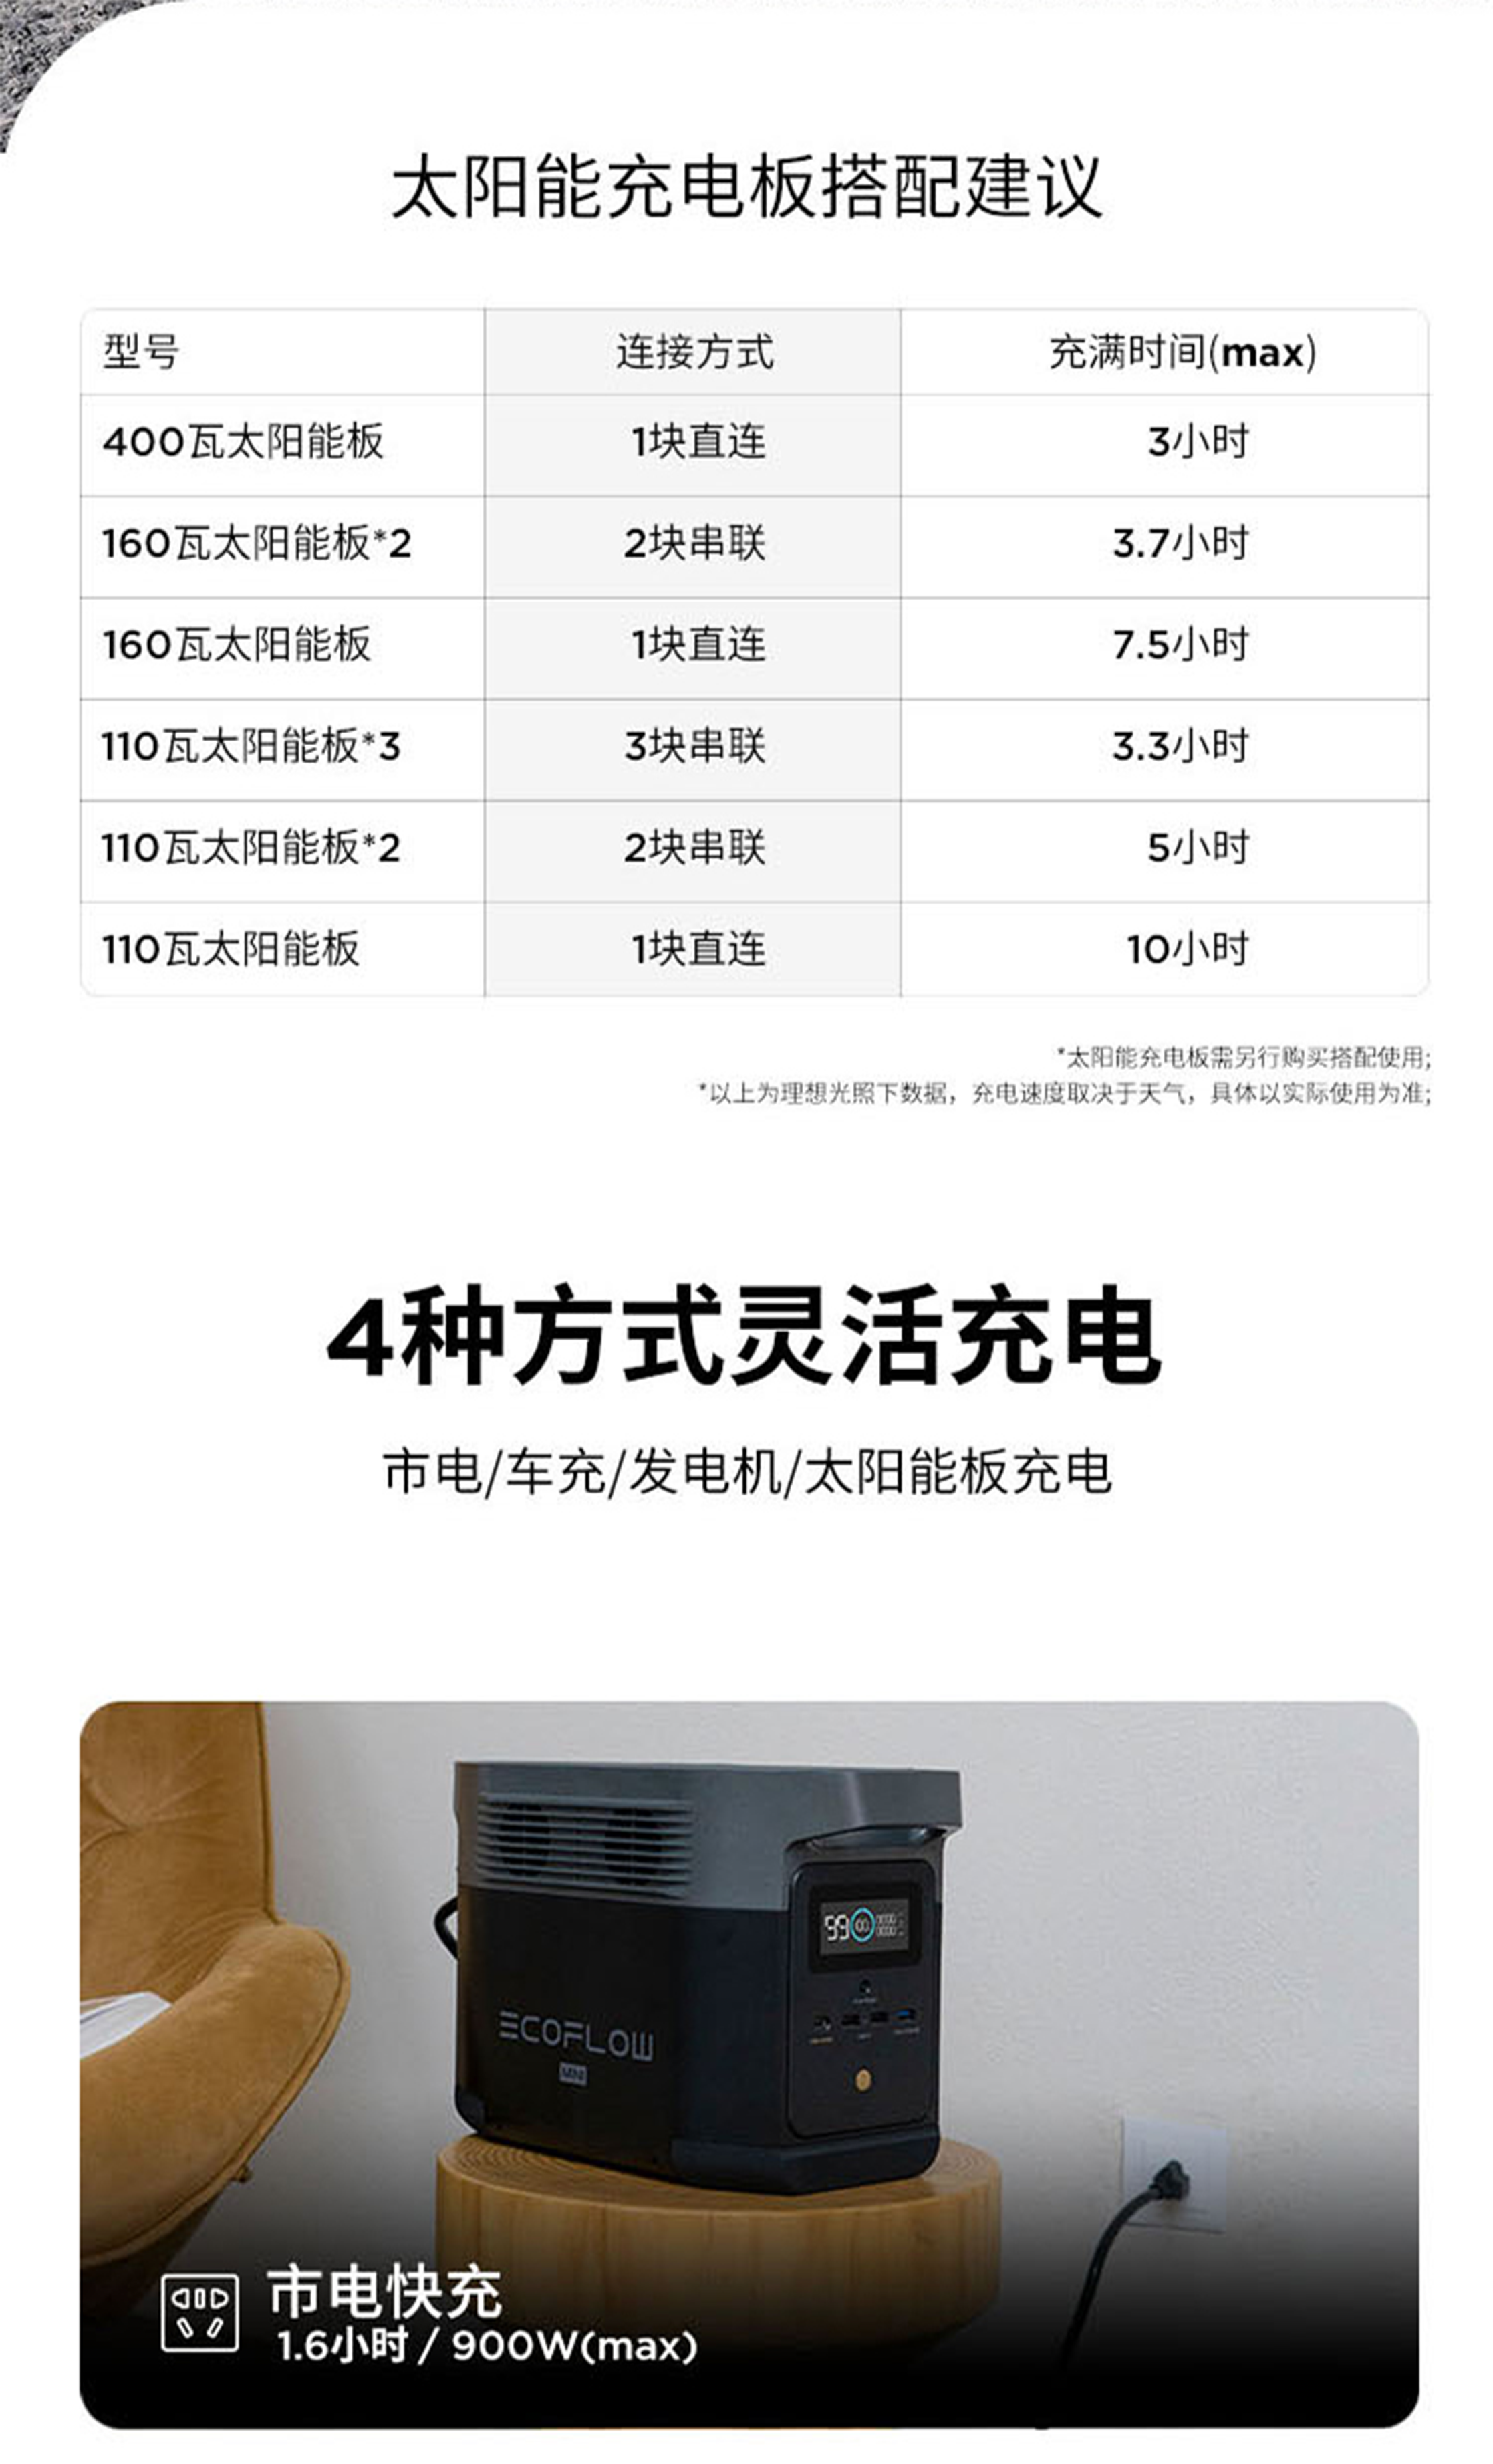 太阳能充电板搭配建议
型号 连接方式 充满时间(max)
400瓦太阳能板 1块直连 3小时
160瓦太阳能板*2 2块串联 3.7小时
160瓦太阳能板 1块直连 7.5小时
110瓦太阳能板*3 3块串联 3.3小时
110瓦太阳能板*2 2块串联 5小时
110瓦太阳能板 1块直连 10小时
*太阳能充电板需另行购买搭配使用;
*以上为理想光照下数据，充电速度取决于天气，具体以实际使用为准;
4种方式灵活充电
市电/车充/发电机/太阳能板充电
99
ECOFLOW
MINI
市电快充
1.6小时 / 900W(max)